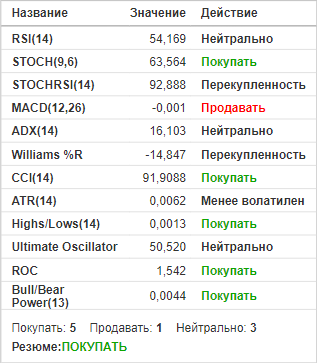 Название Значение Действие
RSI(14) 54,169 Нейтрально
STOCH(9,6) 63,564 Покупать
STOCHRSI(14) 92,888 Перекупленность
MACD(12,26) -0,001 Продавать
ADX(14) 16,103 Нейтрально
Williams %R -14,847 Перекупленность
CCI(14) 91,9088 Покупать
ATR(14) 0,0062 Менее волатилен
Highs/Lows(14) 0,0013 Покупать
Ultimate Oscillator 50,520 Нейтрально
ROC 1,542 Покупать
Bull/Bear
Power(13) 0,0044 Покупать
Покупать: 5 Продавать: 1 Нейтрально: 3
Резюме:ПОКУПАТЬ